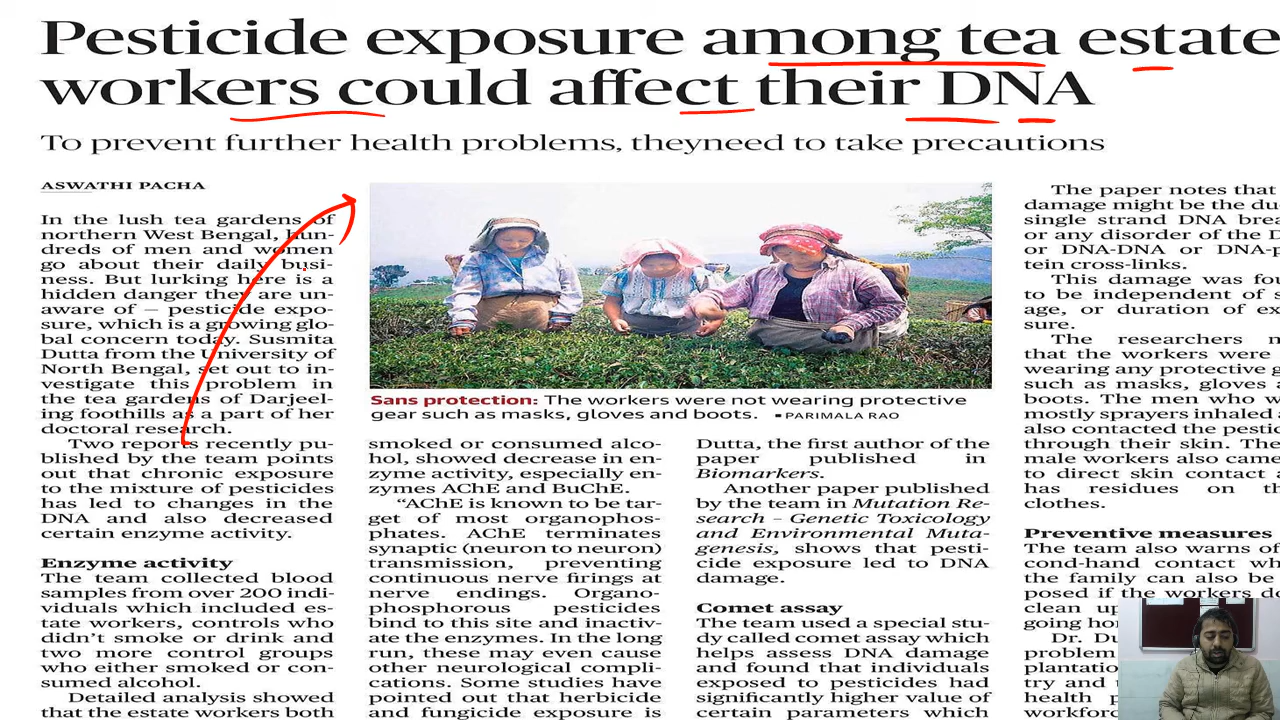 Pesticide exposure among tea estate
workers could affect their DNA
To prevent further health problems, theyneed to take precautions
ASWATHI PACHA
In the lush tea gardens of
northern West Bengal, hun-
dreds of men and women
go about their daily busi-
ness. But lurking here is a
hidden danger they are un-
aware of — pesticide expo-
sure, which is a growing glo-
bal concern today. Susmita
Dutta from the University of
North Bengal, set out to in-
vestigate this problem in
the tea gardens of Darjeel-
ing foothills as a part of her
doctoral research.
Two reports recently pu-
blished by the team points
out that chronic exposure
to the mixture of pesticides
has led to changes in the
DNA and also decreased
certain enzyme activity.
Enzyme activity
The team collected blood
samples from over 200 indi-
viduals which included es-
tate workers, controls who
didn't smoke or drink and
two more control groups
who either smoked or con-
sumed alcohol.
Detailed analysis showed
that the estate workers both
Sans protection: The workers were not wearing protective
gear such as masks, gloves and boots. ▪PARIMALA RAO
smoked or consumed alco-
hol, showed decrease in en-
zyme activity, especially en-
zymes AChE and BuChE.
“AChE is known to be tar-
get of most organophos-
phates. AChE terminates
synaptic (neuron to neuron)
transmission, preventing
continuous nerve firings at
nerve endings. Organo-
phosphorous pesticides
bind to this site and inactiv-
ate the enzymes. In the long
run, these may even cause
other neurological compli-
cations. Some studies have
pointed out that herbicide
and fungicide exposure is
Dutta, the first author of the
paper published in
Biomarkers.
Another paper published
by the team in Mutation Re-
search – Genetic Toxicology
and Environmental Muta-
genesis, shows that pesti-
cide exposure led to DNA
damage.
Comet assay
The team used a special stu-
dy called comet assay which
helps assess DNA damage
and found that individuals
exposed to pesticides had
significantly higher value of
certain parameters which
The paper notes that
damage might be the du
single strand DNA brea
or any disorder of the D
or DNA-DNA or DNA-p
tein cross-links.
This damage was fou
to be independent of s
age, or duration of ex
sure.
The researchers n
that the workers were
wearing any protective g
such as masks, gloves a
boots. The men who w
mostly sprayers inhaled a
also contacted the pestic
through their skin. The
male workers also came
to direct skin contact a
has residues on th
clothes.
Preventive measures
The team also warns of
cond-hand contact wh
the family can also be
posed if the workers do
clean up
going ho
Dr. Du
problem
plantatio
try and
health p
workfor